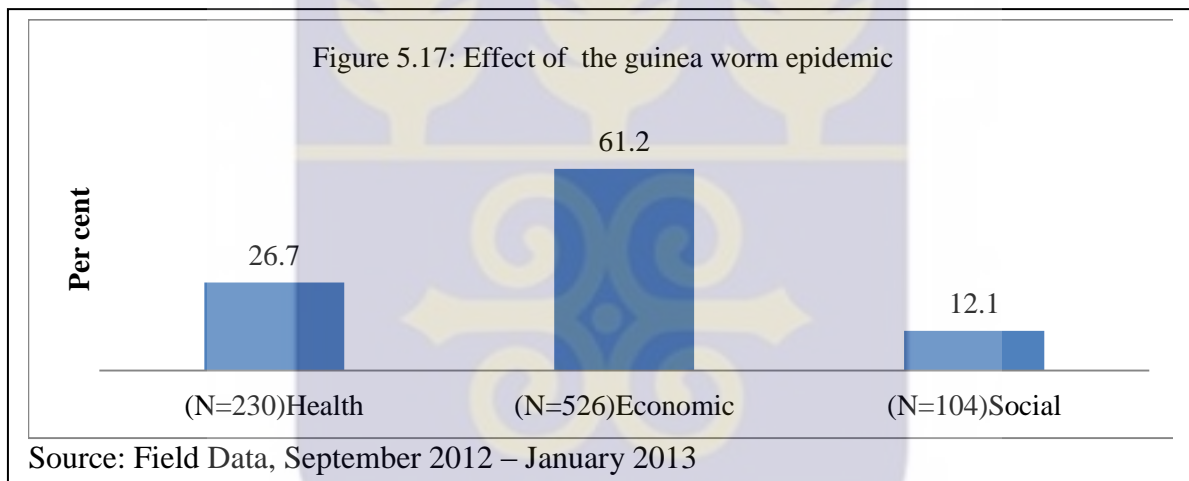 Figure 5.17: Effect of the guinea worm epidemic
Per cent
26.7
61.2
12.1
(N=230)Health (N=526)Economic (N=104)Social
Source: Field Data, September 2012 – January 2013